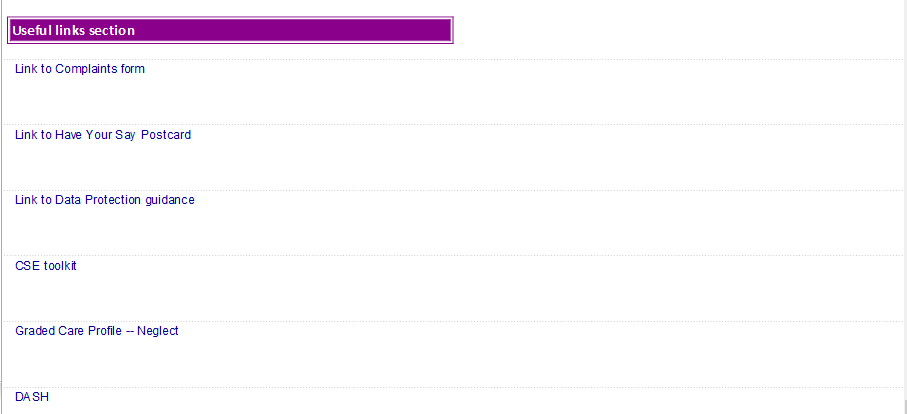 Useful links section
Link to Complaints form
Link to Have Your Say Postcard
Link to Data Protection guidance
CSE toolkit
Graded Care Profile -- Neglect
DASH